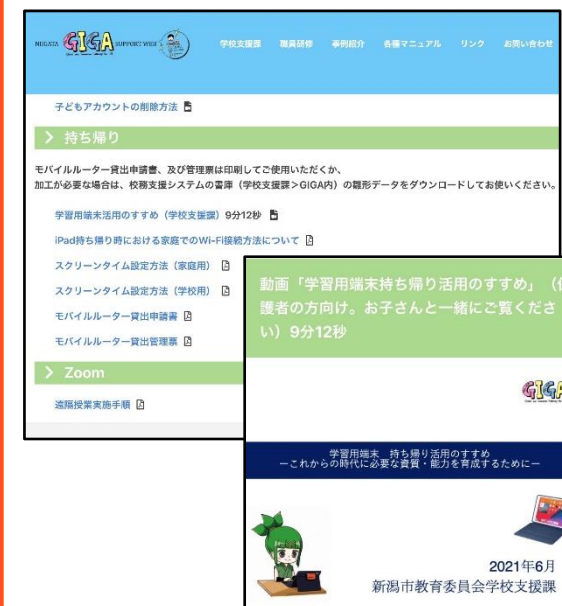 NIIGATA GIGA SUPPORT WEB 学校支援課 職員研修 事例紹介 各種マニュアル リンク お問い合わせ
子どもアカウントの削除方法
持ち帰り
モバイルルーター貸出申請書、及び管理票は印刷してご使用いただくか、
加工が必要な場合は、校務支援システムの書庫（学校支援課＞GIGA内）の雛形データをダウンロードしてお使いください。
学習用端末活用のすすめ（学校支援課）9分12秒
iPad持ち帰り時における家庭でのWi-Fi接続方法について
スクリーンタイム設定方法（家庭用）
スクリーンタイム設定方法（学校用）
モバイルルーター貸出申請書
モバイルルーター貸出管理票
Zoom
遠隔授業実施手順
動画「学習用端末持ち帰り活用のすすめ」（
護者の方向け。お子さんと一緒にご覧くださ
い）9分12秒
GIGA
学習用端末 持ち帰り活用のすすめ
ーこれからの時代に必要な資質・能力を育成するためにー
2021年6月
新潟市教育委員会学校支援課